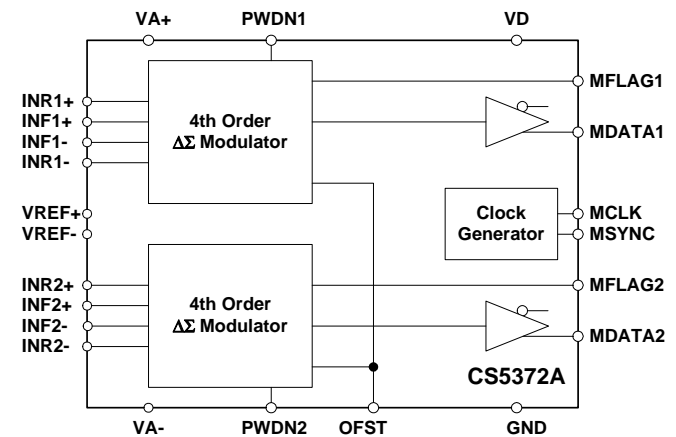 VA+ PWDN1 VD
INR1+
INF1+
INF1-
INR1-
4th Order
ΔΣ Modulator
MFLAG1
MDATA1
VREF+
VREF-
Clock
Generator
MCLK
MSYNC
INR2+
INF2+
INF2-
INR2-
4th Order
ΔΣ Modulator
MFLAG2
MDATA2
CS5372A
VA- PWDN2 OFST GND